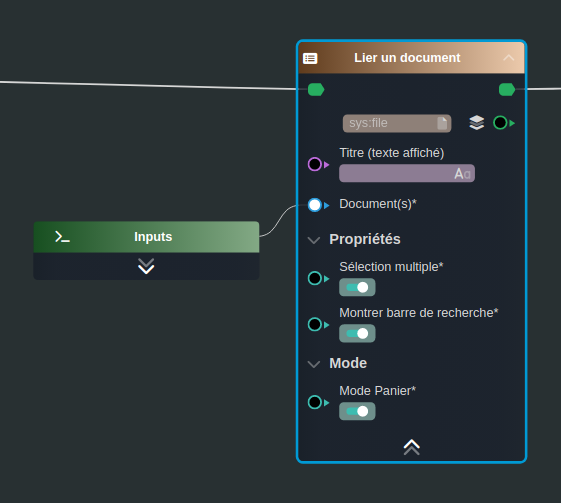 Lier un document
sys:file
Titre (texte affiché)
Aa
Document(s)*
Inputs
Propriétés
Sélection multiple*
Montrer barre de recherche*
Mode
Mode Panier*